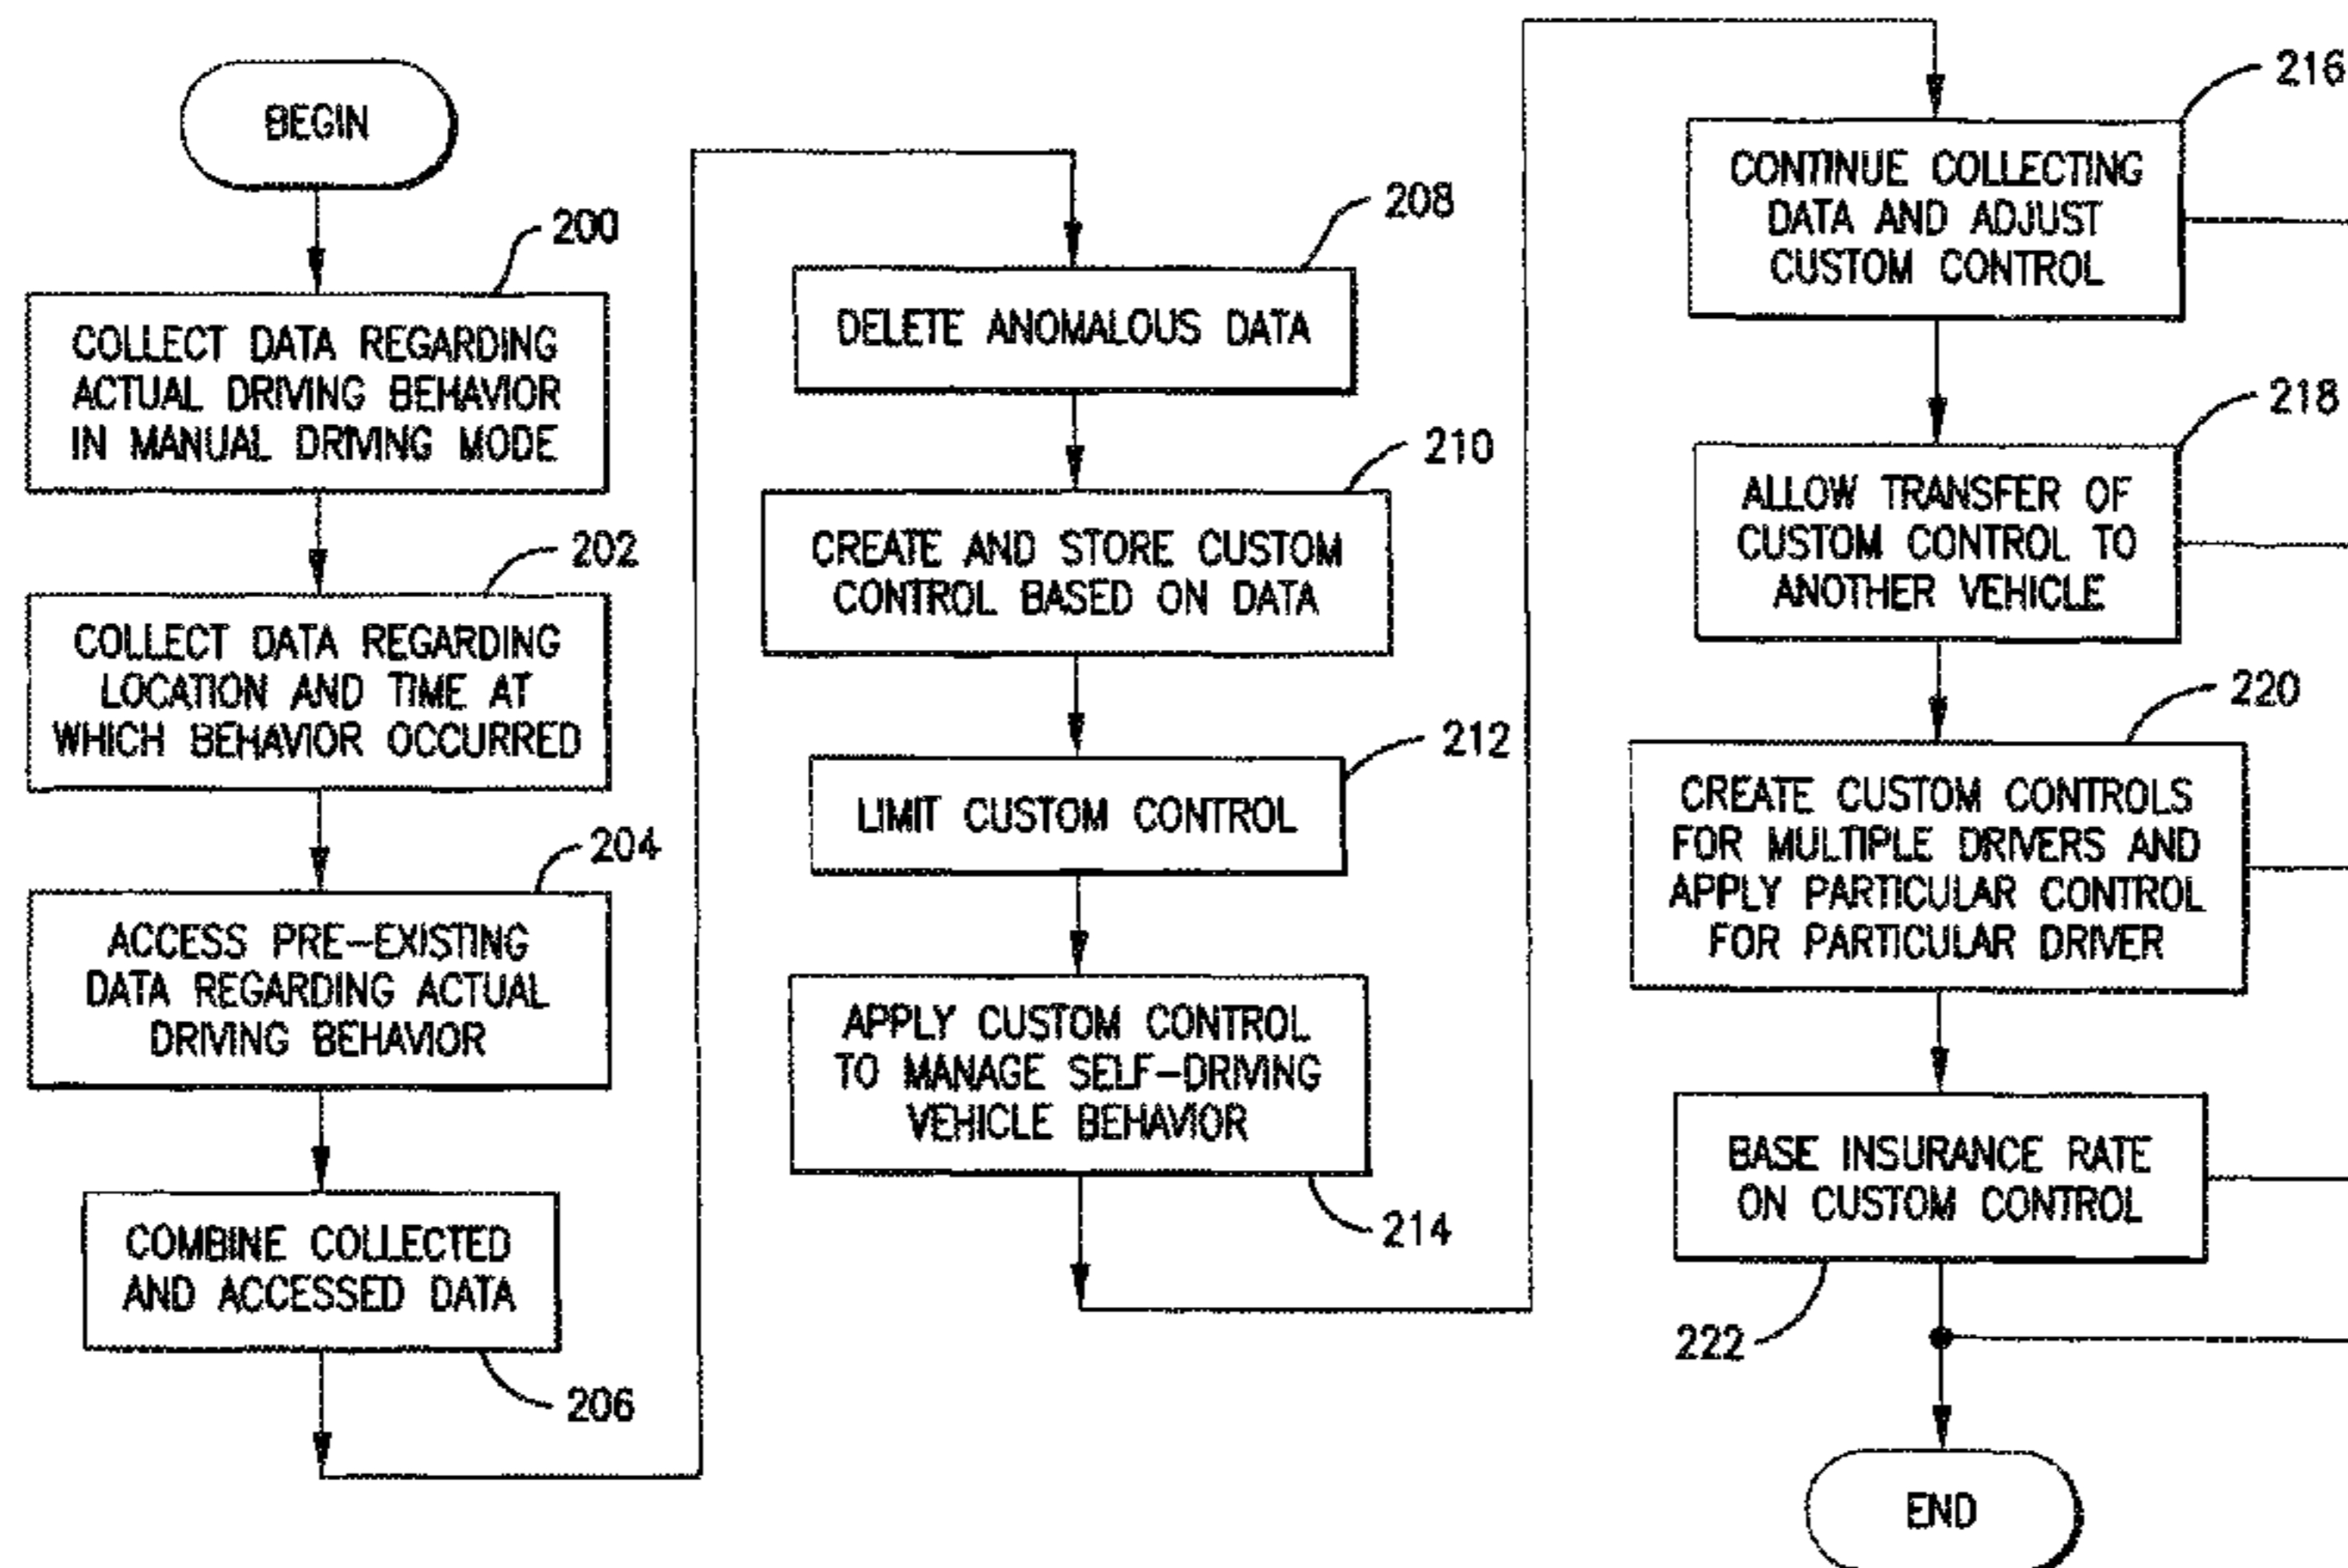 BEGIN
200
COLLECT DATA REGARDING
ACTUAL DRIVING BEHAVIOR
IN MANUAL DRIVING MODE
202
COLLECT DATA REGARDING
LOCATION AND TIME AT
WHICH BEHAVIOR OCCURRED
204
ACCESS PRE-EXISTING
DATA REGARDING ACTUAL
DRIVING BEHAVIOR
COMBINE COLLECTED
AND ACCESSED DATA
206
208
DELETE ANOMALOUS DATA
210
CREATE AND STORE CUSTOM
CONTROL BASED ON DATA
212
LIMIT CUSTOM CONTROL
APPLY CUSTOM CONTROL
TO MANAGE SELF-DRIVING
VEHICLE BEHAVIOR
214
216
CONTINUE COLLECTING
DATA AND ADJUST
CUSTOM CONTROL
218
ALLOW TRANSFER OF
CUSTOM CONTROL TO
ANOTHER VEHICLE
220
CREATE CUSTOM CONTROLS
FOR MULTIPLE DRIVERS AND
APPLY PARTICULAR CONTROL
FOR PARTICULAR DRIVER
BASE INSURANCE RATE
ON CUSTOM CONTROL
222
END